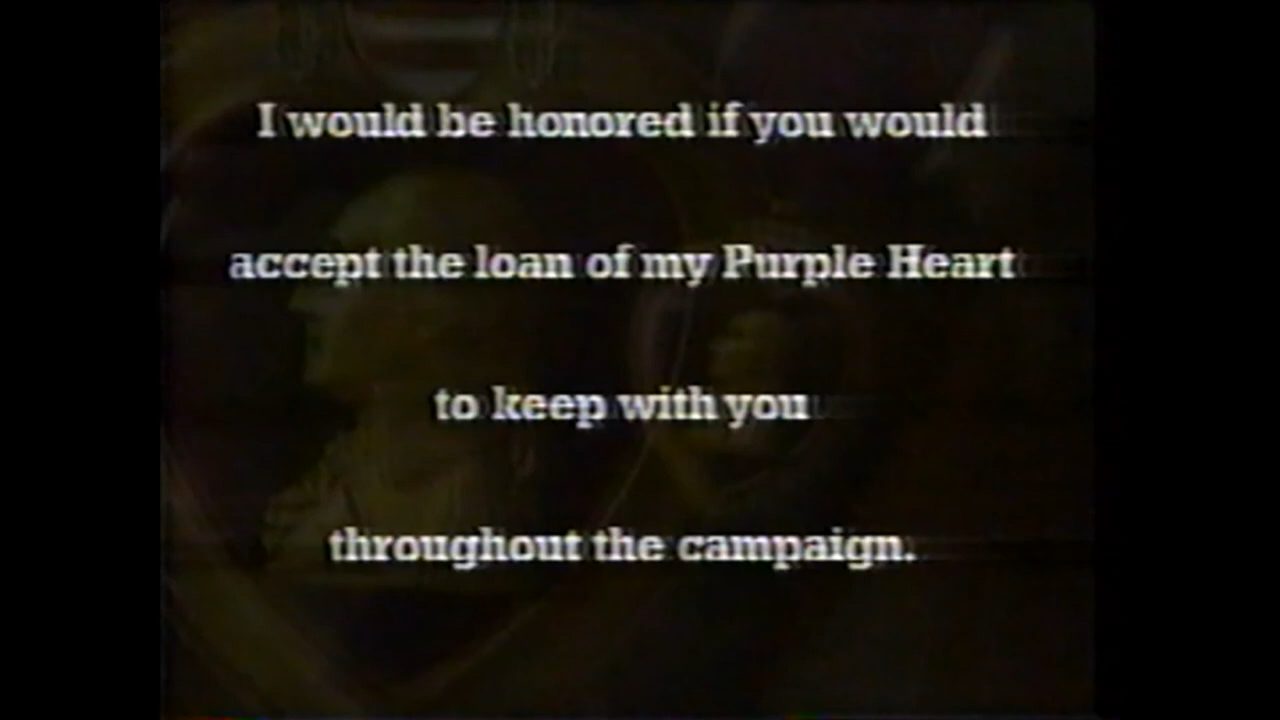 I would be honored if you would
accept the loan of my Purple Heart
to keep with you
throughout the campaign.